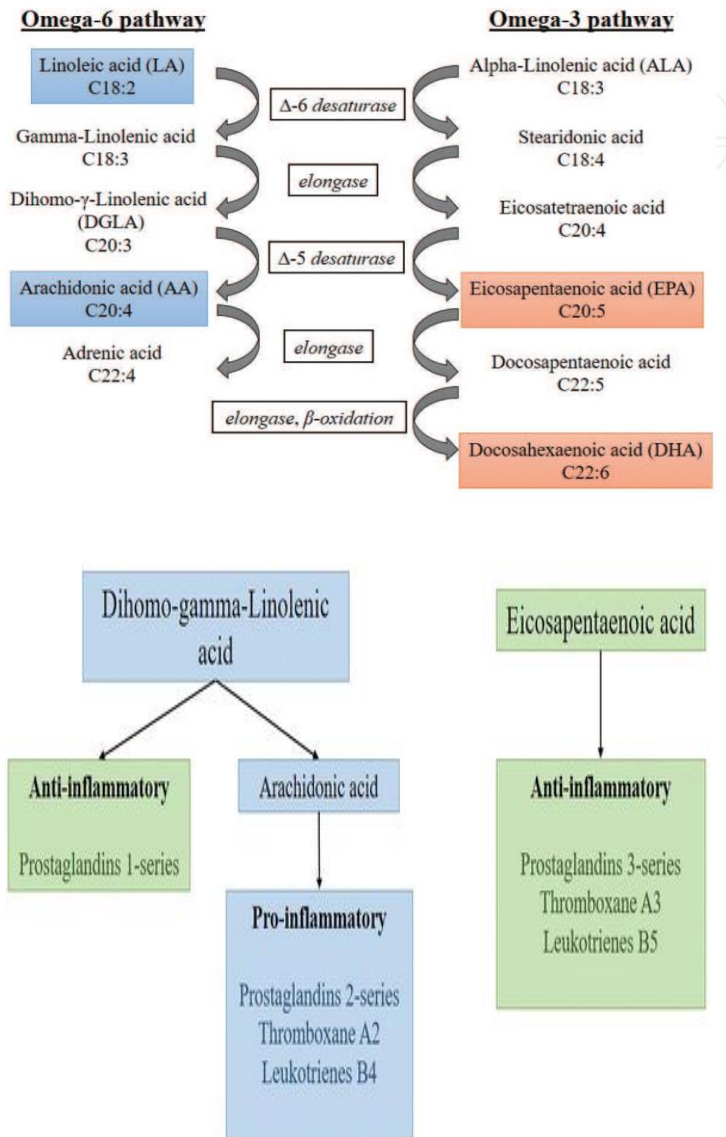 Omega-6 pathway
Omega-3 pathway
Linoleic acid (LA)
C18:2
Alpha-Linolenic acid (ALA)
C18:3
Δ-6 desaturase
Gamma-Linolenic acid
C18:3
Stearidonic acid
C18:4
elongase
Dihomo-γ-Linolenic acid
(DGLA)
C20:3
Eicosatetraenoic acid
C20:4
Δ-5 desaturase
Arachidonic acid (AA)
C20:4
Eicosapentaenoic acid (EPA)
C20:5
elongase
Adrenic acid
C22:4
Docosapentaenoic acid
C22:5
elongase, β-oxidation
Docosahexaenoic acid (DHA)
C22:6
Dihomo-gamma-Linolenic
acid
Eicosapentaenoic acid
Anti-inflammatory
Prostaglandins 1-series
Arachidonic acid
Pro-inflammatory
Prostaglandins 2-series
Thromboxane A2
Leukotrienes B4
Anti-inflammatory
Prostaglandins 3-series
Thromboxane A3
Leukotrienes B5